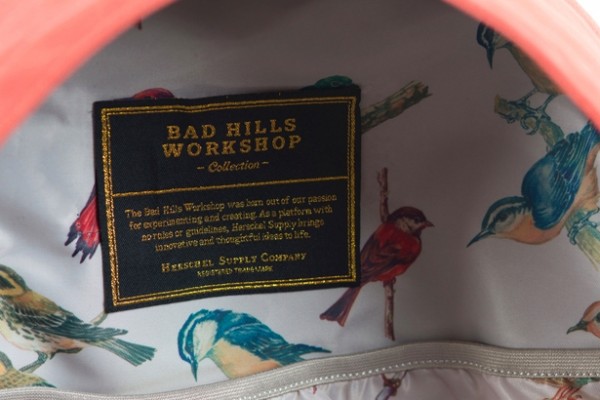 BAD HILLS
WORKSHOP
- Collection -
The Bad Hills Workshop was born out of our passion
for experimenting and creating. As a platform with
no rules or guidelines, Herschel Supply brings
innovative and thoughtful ideas to life.
HERSCHEL SUPPLY COMPANY
REGISTERED TRADEMARK